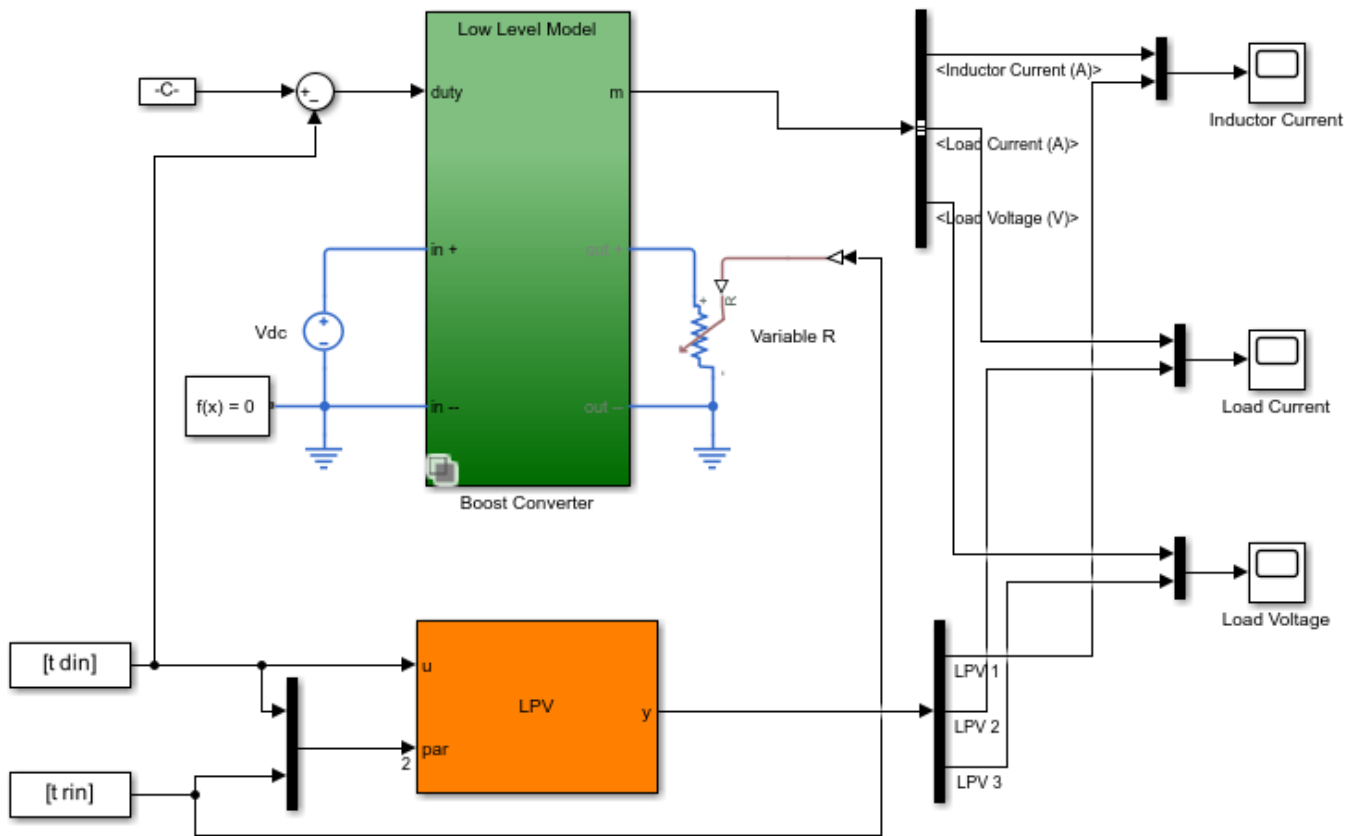 Low Level Model
-C-
+
−
duty
m
<Inductor Current (A)>
Inductor Current
<Load Current (A)>
<Load Voltage (V)>
in +
out +
Vdc
+
−
+
R
-
Variable R
f(x) = 0
in --
out --
Load Current
Boost Converter
Load Voltage
[t din]
u
LPV
y
par
2
LPV 1
LPV 2
LPV 3
[t rin]